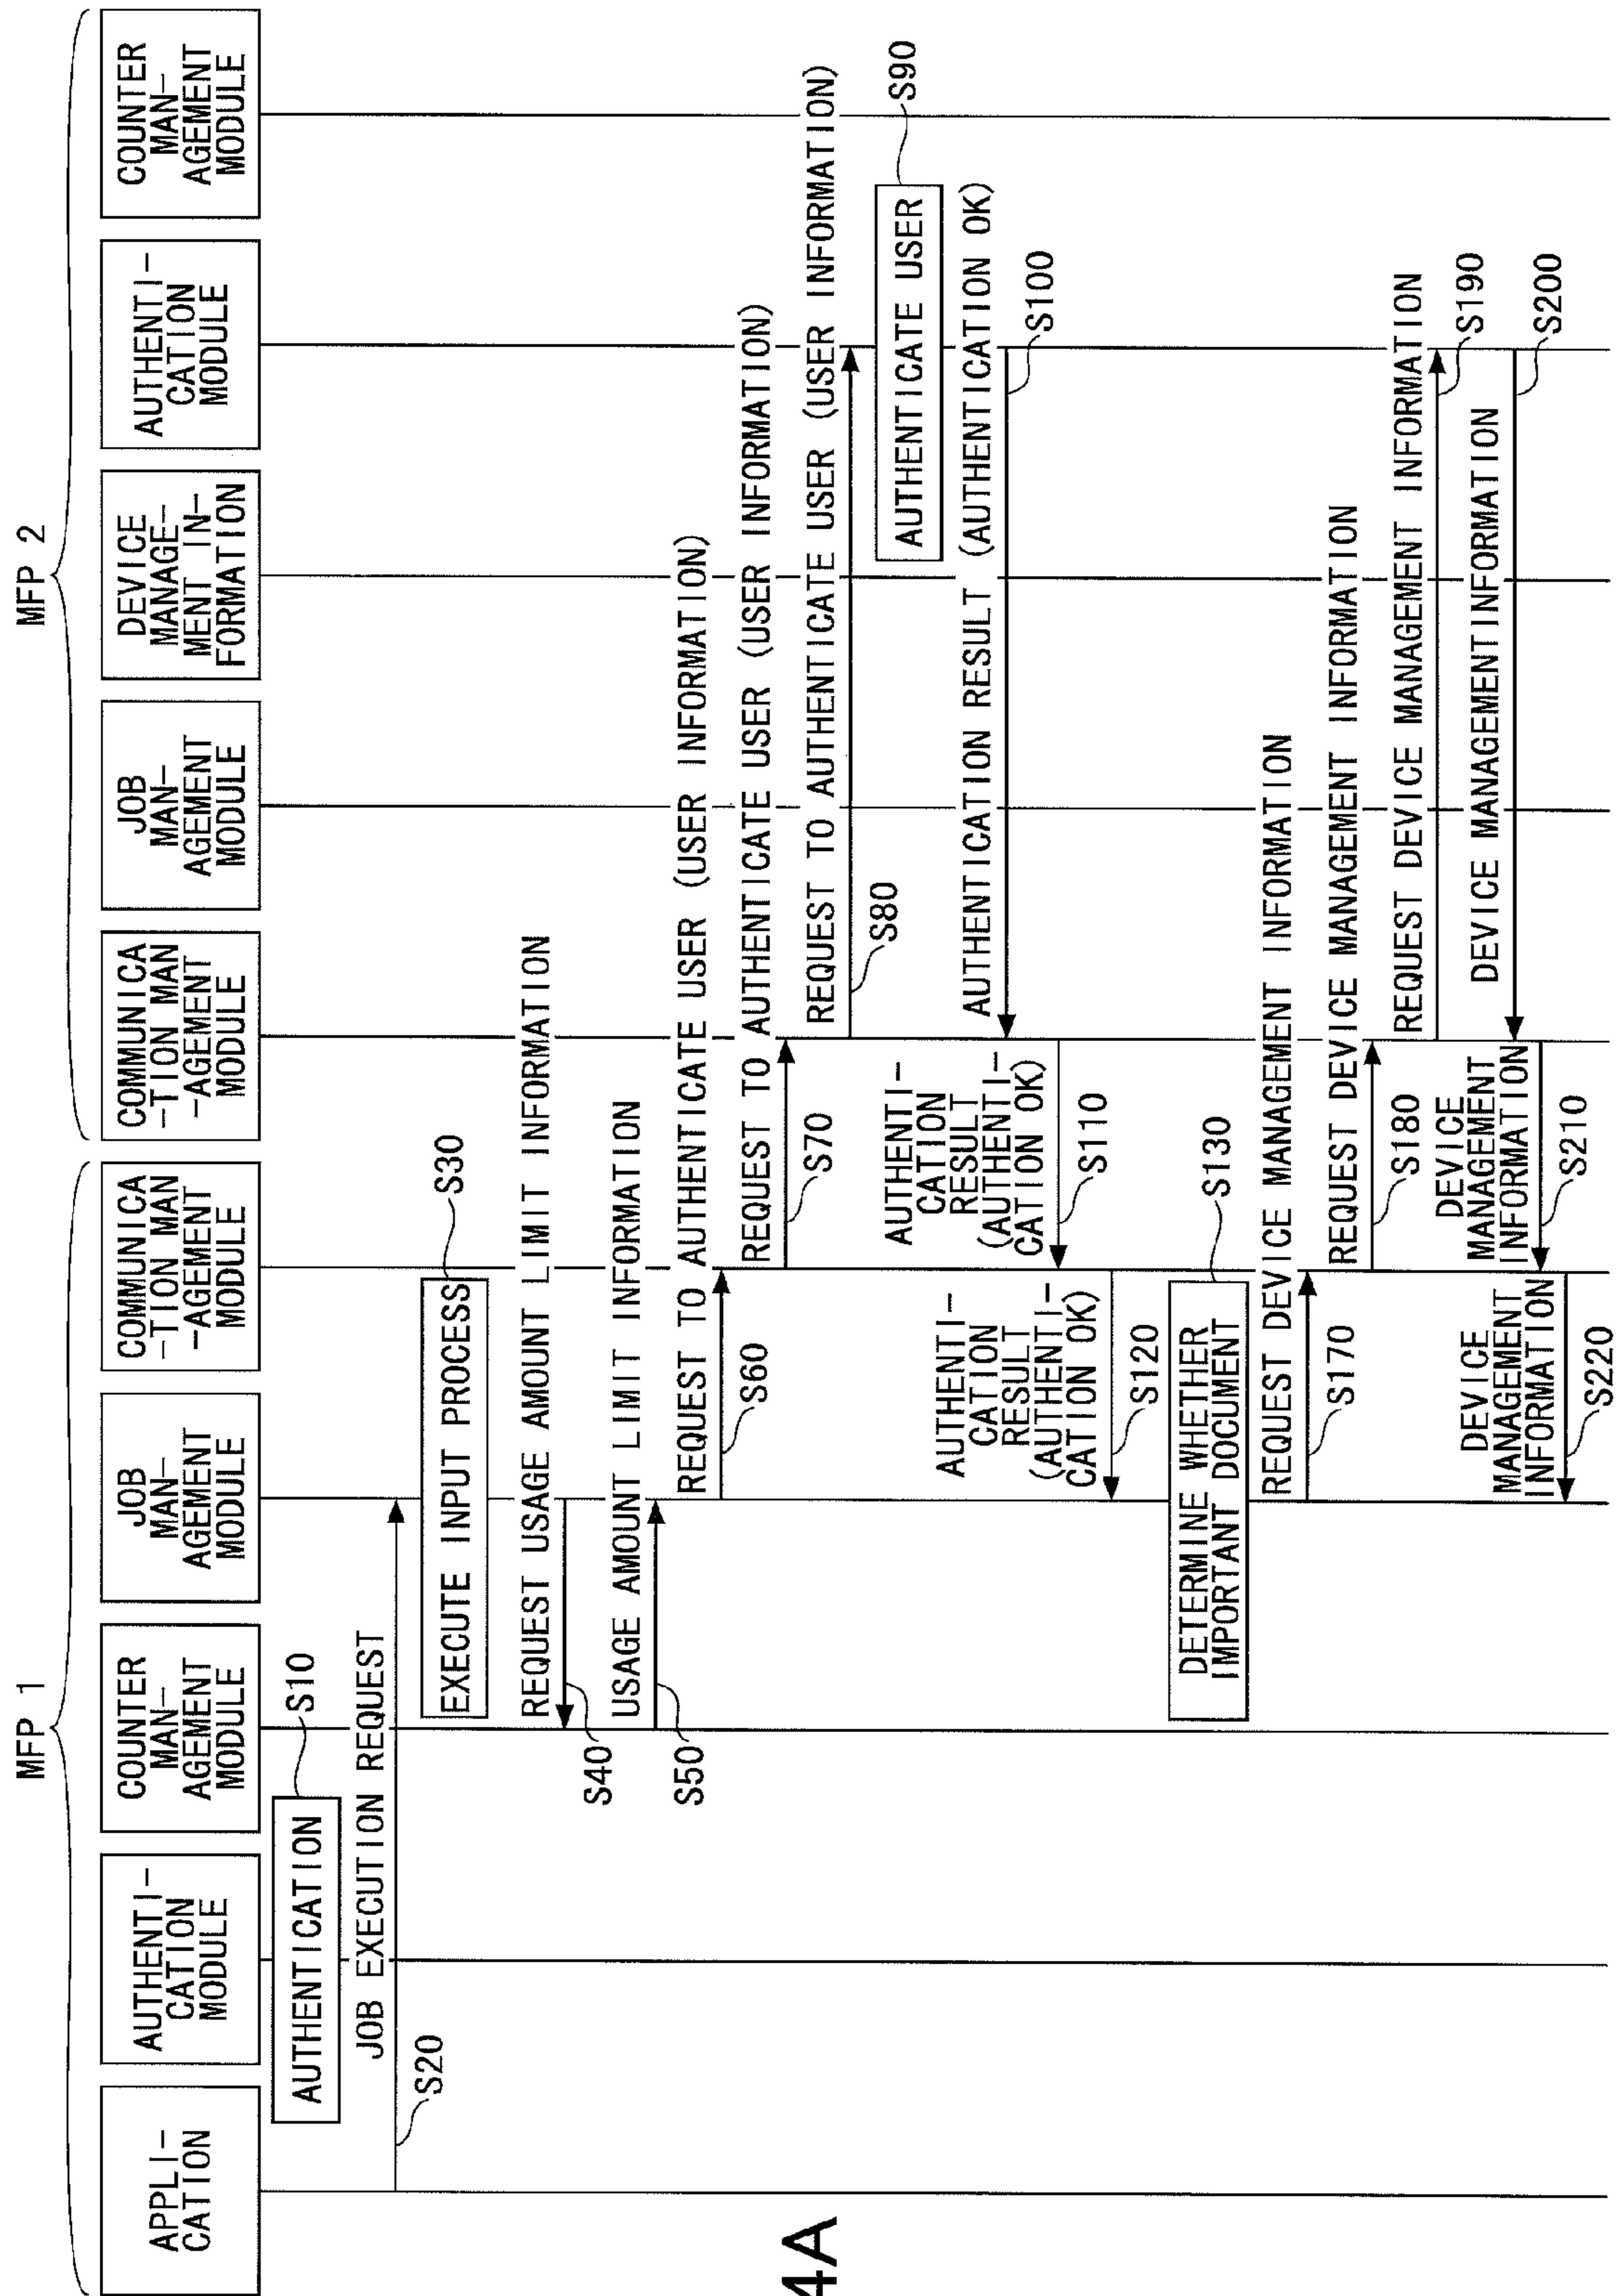 MFP 1
MFP 2
APPLI-
CATION
AUTHENTI-
CATION
MODULE
COUNTER
MAN-
AGEMENT
MODULE
JOB
MAN-
AGEMENT
MODULE
COMMUNICA
-TION MAN
-AGEMENT
MODULE
COMMUNICA
-TION MAN
-AGEMENT
MODULE
JOB
MAN-
AGEMENT
MODULE
DEVICE
MANAGE-
MENT IN-
FORMATION
AUTHENTI-
CATION
MODULE
COUNTER
MAN-
AGEMENT
MODULE
AUTHENTICATION
S10
JOB EXECUTION REQUEST
S20
EXECUTE INPUT PROCESS
S30
REQUEST USAGE AMOUNT LIMIT INFORMATION
S40
USAGE AMOUNT LIMIT INFORMATION
S50
REQUEST TO AUTHENTICATE USER (USER INFORMATION)
S60
REQUEST TO AUTHENTICATE USER (USER INFORMATION)
S70
REQUEST TO AUTHENTICATE USER (USER INFORMATION)
S80
AUTHENTICATE USER
S90
AUTHENTICATION RESULT (AUTHENTICATION OK)
S100
AUTHENTI-
CATION
RESULT
(AUTHENTI-
CATION OK)
S110
AUTHENTI-
CATION
RESULT
(AUTHENTI-
CATION OK)
S120
DETERMINE WHETHER
IMPORTANT DOCUMENT
S130
REQUEST DEVICE MANAGEMENT INFORMATION
S170
REQUEST DEVICE MANAGEMENT INFORMATION
S180
REQUEST DEVICE MANAGEMENT INFORMATION
S190
DEVICE MANAGEMENTINFORMATION
S200
DEVICE
MANAGEMENT
INFORMATION
S210
DEVICE
MANAGEMENT
INFORMATION
S220
4A